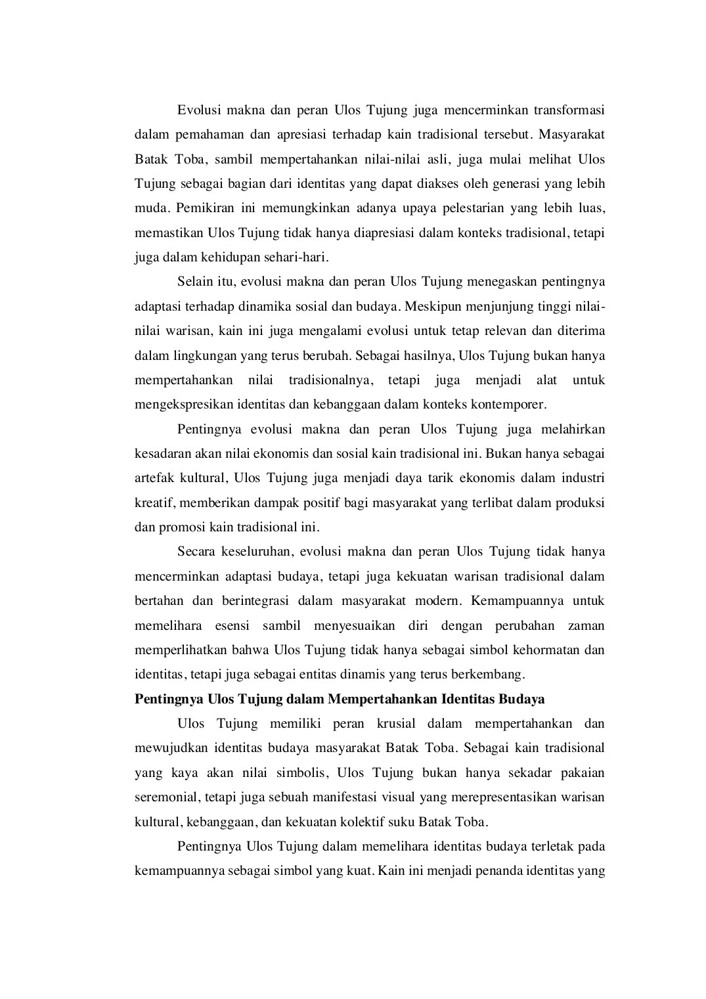 Evolusi makna dan peran Ulos Tujung juga mencerminkan transformasi
dalam pemahaman dan apresiasi terhadap kain tradisional tersebut. Masyarakat
Batak Toba, sambil mempertahankan nilai-nilai asli, juga mulai melihat Ulos
Tujung sebagai bagian dari identitas yang dapat diakses oleh generasi yang lebih
muda. Pemikiran ini memungkinkan adanya upaya pelestarian yang lebih luas,
memastikan Ulos Tujung tidak hanya diapresiasi dalam konteks tradisional, tetapi
juga dalam kehidupan sehari-hari.
Selain itu, evolusi makna dan peran Ulos Tujung menegaskan pentingnya
adaptasi terhadap dinamika sosial dan budaya. Meskipun menjunjung tinggi nilai-
nilai warisan, kain ini juga mengalami evolusi untuk tetap relevan dan diterima
dalam lingkungan yang terus berubah. Sebagai hasilnya, Ulos Tujung bukan hanya
mempertahankan nilai tradisionalnya, tetapi juga menjadi alat untuk
mengekspresikan identitas dan kebanggaan dalam konteks kontemporer.
Pentingnya evolusi makna dan peran Ulos Tujung juga melahirkan
kesadaran akan nilai ekonomis dan sosial kain tradisional ini. Bukan hanya sebagai
artefak kultural, Ulos Tujung juga menjadi daya tarik ekonomis dalam industri
kreatif, memberikan dampak positif bagi masyarakat yang terlibat dalam produksi
dan promosi kain tradisional ini.
Secara keseluruhan, evolusi makna dan peran Ulos Tujung tidak hanya
mencerminkan adaptasi budaya, tetapi juga kekuatan warisan tradisional dalam
bertahan dan berintegrasi dalam masyarakat modern. Kemampuannya untuk
memelihara esensi sambil menyesuaikan diri dengan perubahan zaman
memperlihatkan bahwa Ulos Tujung tidak hanya sebagai simbol kehormatan dan
identitas, tetapi juga sebagai entitas dinamis yang terus berkembang.
Pentingnya Ulos Tujung dalam Mempertahankan Identitas Budaya
Ulos Tujung memiliki peran krusial dalam mempertahankan dan
mewujudkan identitas budaya masyarakat Batak Toba. Sebagai kain tradisional
yang kaya akan nilai simbolis, Ulos Tujung bukan hanya sekadar pakaian
seremonial, tetapi juga sebuah manifestasi visual yang merepresentasikan warisan
kultural, kebanggaan, dan kekuatan kolektif suku Batak Toba.
Pentingnya Ulos Tujung dalam memelihara identitas budaya terletak pada
kemampuannya sebagai simbol yang kuat. Kain ini menjadi penanda identitas yang